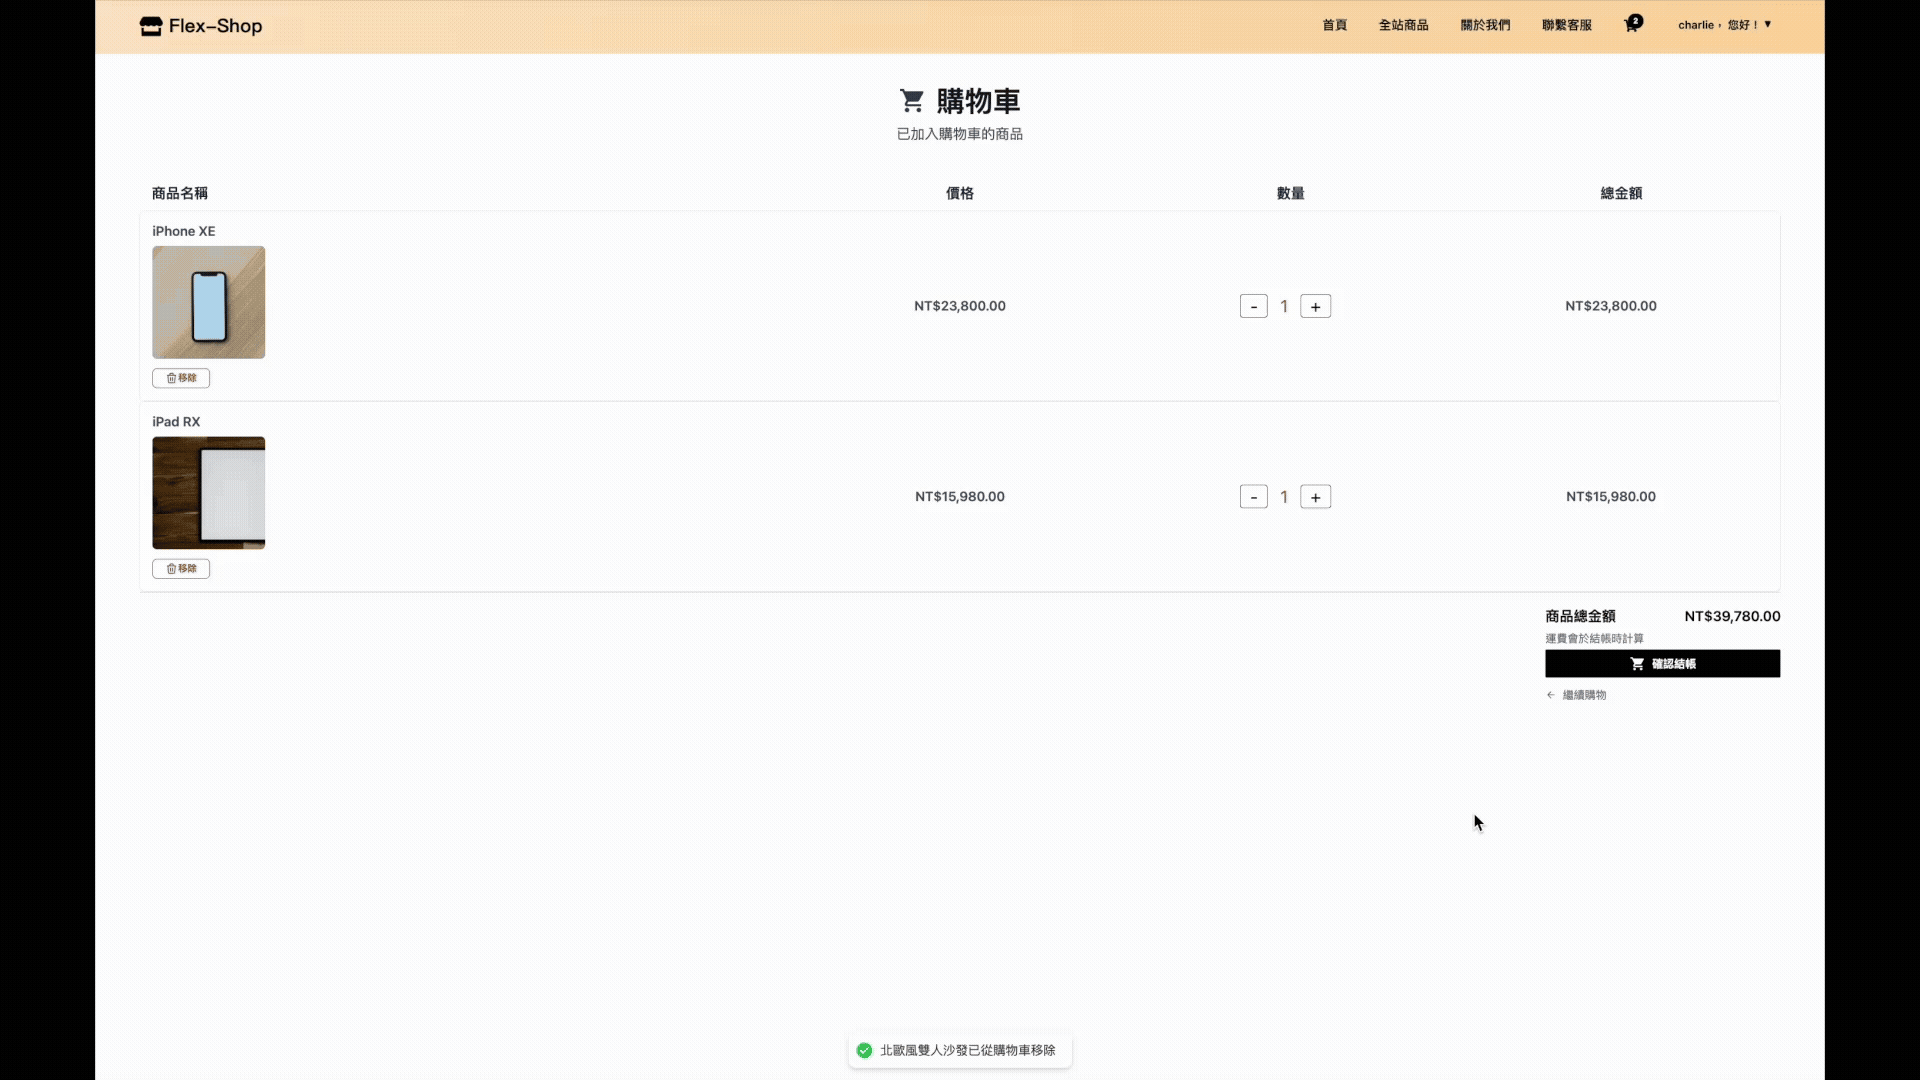 Flex-Shop
首頁 全站商品 關於我們 聯繫客服 2 charlie, 您好! ▼
購物車
已加入購物車的商品
商品名稱 價格 數量 總金額
iPhone XE
NT$23,800.00 - 1 + NT$23,800.00
移除
iPad RX
NT$15,980.00 - 1 + NT$15,980.00
移除
商品總金額 NT$39,780.00
運費會於結帳時計算
確認結帳
← 繼續購物
北歐風雙人沙發已從購物車移除